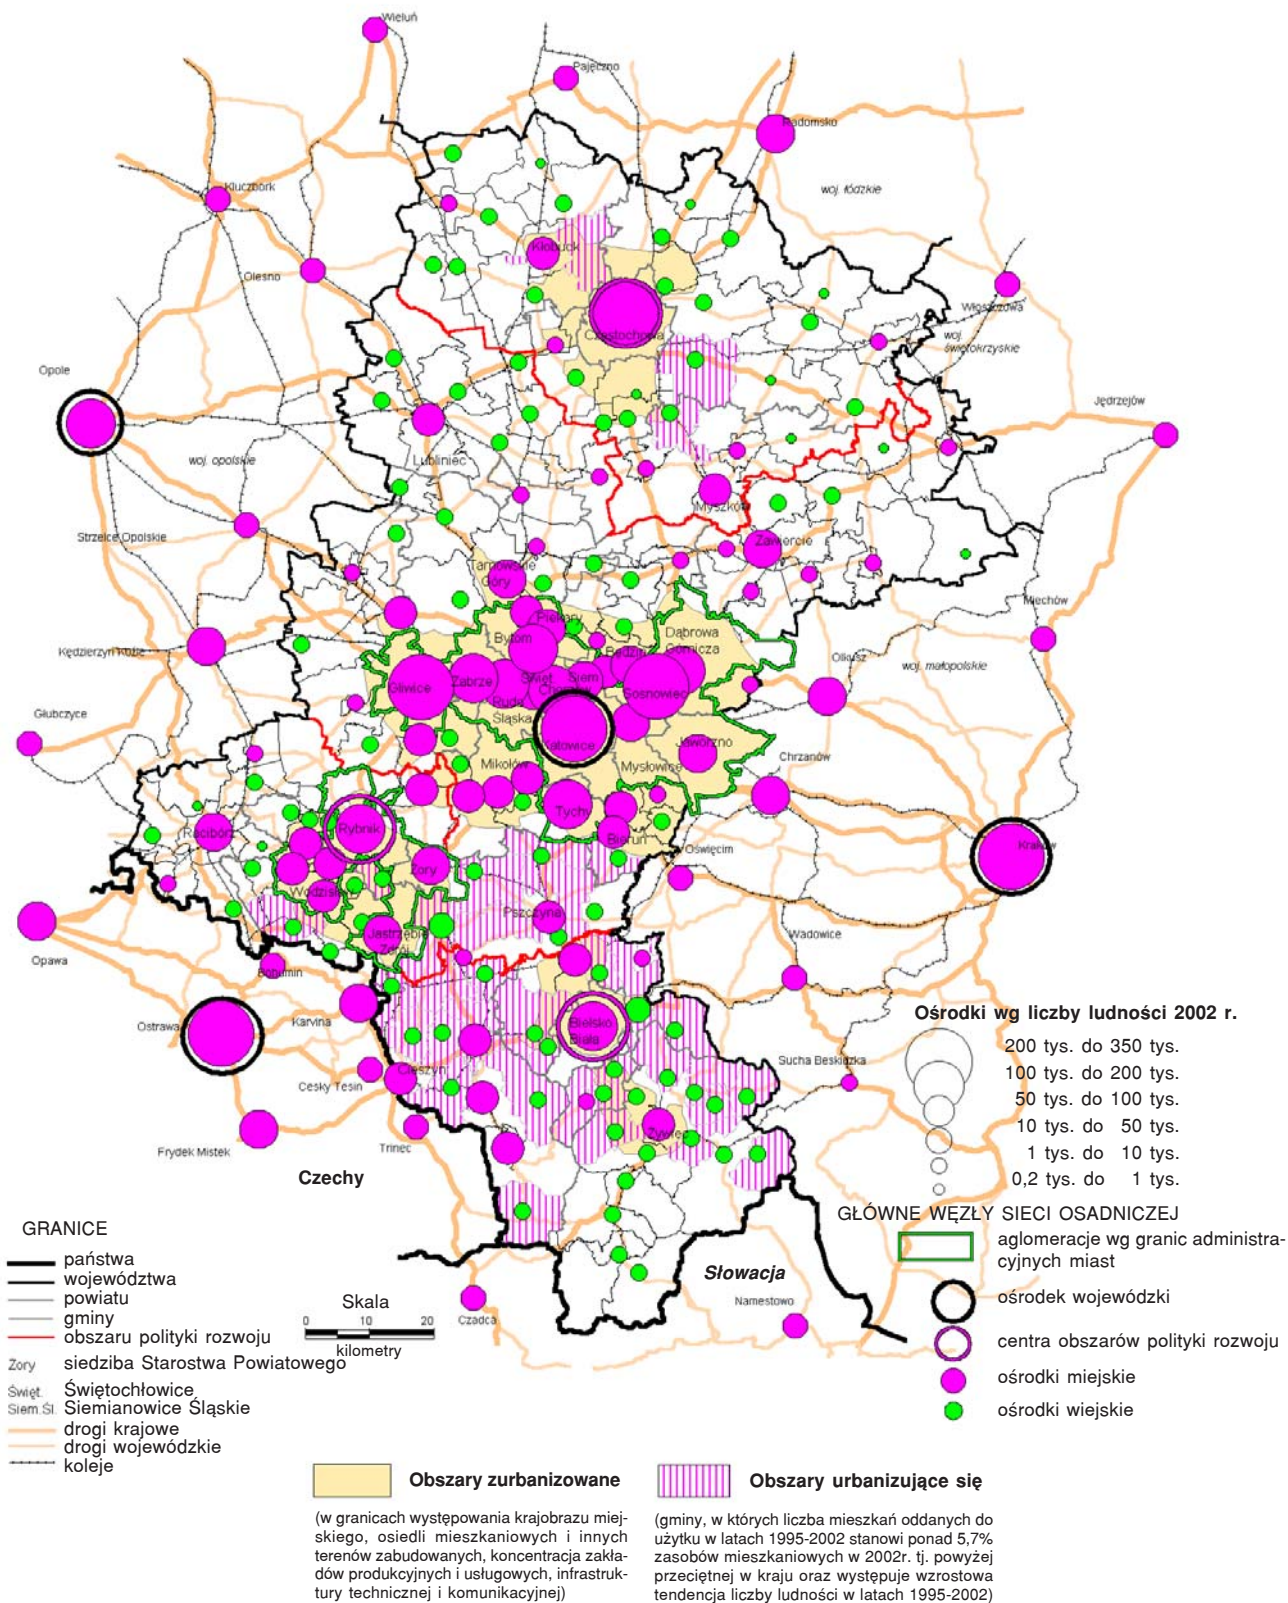 Wieluń
Pajęczno
Radomsko
Kluczbork
woj. łódzkie
Kłobuck
Olesno
Włoszczowa
Częstochowa
woj.
świętokrzyskie
Opole
Jędrzejów
woj. opolskie
Lubliniec
Myszków
Strzelce Opolskie
Zawiercie
Tarnowskie
Góry
Miechów
Piekary
Bytom
Dąbrowa
Górnicza
Będzin
Kędzierzyn Koźle
Olkusz
woj. małopolskie
Gliwice
Zabrze
Święt.
Siem
Chorzów
Sosnowiec
Ruda
Śląska
Głubczyce
Katowice
Jaworzno
Mikołów
Mysłowice
Chrzanów
Tychy
Racibórz
Rybnik
Bieruń
Oświęcim
Kraków
Żory
Wodzisław
Pszczyna
Jastrzębie
Zdrój
Wadowice
Opawa
Bohumin
Ostrawa
Karvina
Bielsko
Biała
Cieszyn
Cesky Tesin
Sucha Beskidzka
Żywiec
Frydek Mistek
Trinec
Czechy
Słowacja
Czadca
Namestowo
Ośrodki wg liczby ludności 2002 r.
200 tys. do 350 tys.
100 tys. do 200 tys.
50 tys. do 100 tys.
10 tys. do 50 tys.
1 tys. do 10 tys.
0,2 tys. do 1 tys.
GŁÓWNE WĘZŁY SIECI OSADNICZEJ
aglomeracje wg granic administra-
cyjnych miast
ośrodek wojewódzki
centra obszarów polityki rozwoju
ośrodki miejskie
ośrodki wiejskie
GRANICE
państwa
województwa
powiatu
gminy
obszaru polityki rozwoju
Żory siedziba Starostwa Powiatowego
Święt. Świętochłowice
Siem.Śl. Siemianowice Śląskie
drogi krajowe
drogi wojewódzkie
koleje
Skala
0 10 20
kilometry
Obszary zurbanizowane
(w granicach występowania krajobrazu miej-
skiego, osiedli mieszkaniowych i innych
terenów zabudowanych, koncentracja zakła-
dów produkcyjnych i usługowych, infrastruk-
tury technicznej i komunikacyjnej)
Obszary urbanizujące się
(gminy, w których liczba mieszkań oddanych do
użytku w latach 1995-2002 stanowi ponad 5,7%
zasobów mieszkaniowych w 2002r. tj. powyżej
przeciętnej w kraju oraz występuje wzrostowa
tendencja liczby ludności w latach 1995-2002)